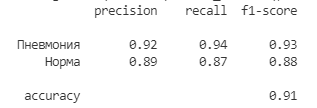 precision recall f1-score
Пневмония 0.92 0.94 0.93
Норма 0.89 0.87 0.88
accuracy 0.91